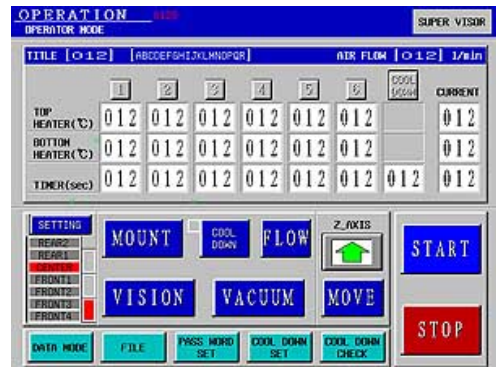 OPERATION 0120
OPERATOR MODE
SUPER VISOR
TITLE [012] [ABCDEFGHIJKLMNOPQR] AIR FLOW [012] l/min
1 2 3 4 5 6 COOL DOWN CURRENT
TOP HEATER(℃) 012 012 012 012 012 012 012
BOTTOM HEATER(℃) 012 012 012 012 012 012 012
TIMER(sec) 012 012 012 012 012 012 012 012
SETTING
REAR2
REAR1
CENTER
FRONT1
FRONT2
FRONT3
FRONT4
MOUNT
COOL DOWN
FLOW
Z_AXIS
START
VISION
VACUUM
MOVE
STOP
DATA MODE
FILE
PASS WORD SET
COOL DOWN SET
COOL DOWN CHECK